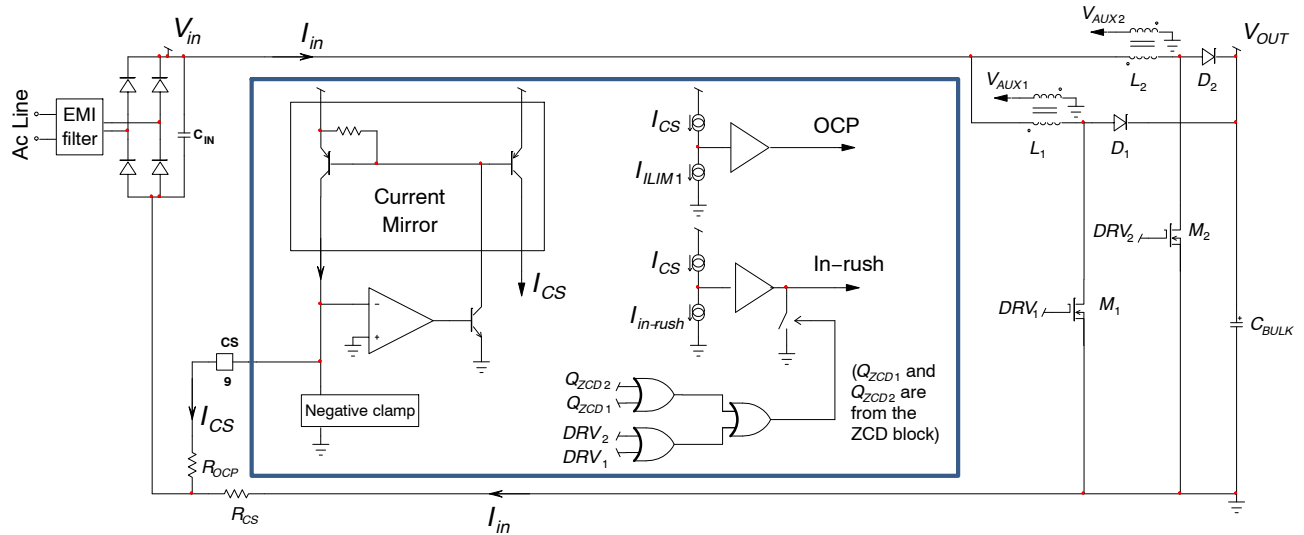 V_in
I_in
V_AUX2
V_OUT
L_2
D_2
V_AUX1
L_1
D_1
Ac Line
EMI
filter
C_IN
Current
Mirror
I_CS
I_CS
OCP
I_ILIM1
I_CS
In−rush
I_in-rush
DRV_2
M_2
DRV_1
M_1
C_BULK
+
−
+
CS
9
I_CS
Negative clamp
R_OCP
R_CS
I_in
Q_ZCD2
Q_ZCD1
DRV_2
DRV_1
(Q_ZCD1 and
Q_ZCD2 are
from the
ZCD block)